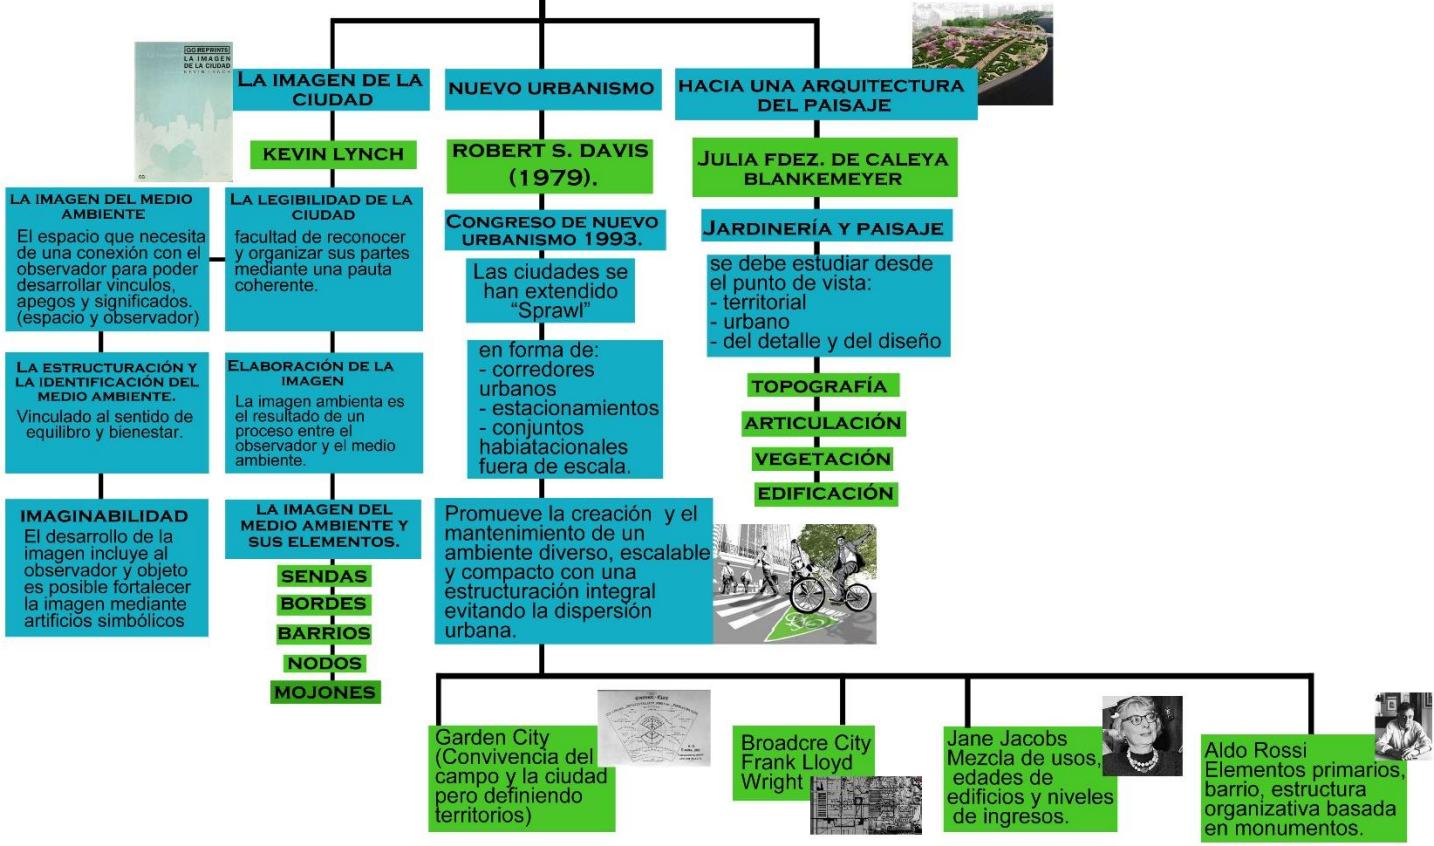 GG REPRINTS
LA IMAGEN
DE LA CIUDAD
KEVIN LYNCH
GG
LA IMAGEN DE LA
CIUDAD
KEVIN LYNCH
LA IMAGEN DEL MEDIO
AMBIENTE
El espacio que necesita
de una conexión con el
observador para poder
desarrollar vinculos,
apegos y significados.
(espacio y observador)
LA ESTRUCTURACIÓN Y
LA IDENTIFICACIÓN DEL
MEDIO AMBIENTE.
Vinculado al sentido de
equilibro y bienestar.
IMAGINABILIDAD
El desarrollo de la
imagen incluye al
observador y objeto
es posible fortalecer
la imagen mediante
artificios simbólicos
LA LEGIBILIDAD DE LA
CIUDAD
facultad de reconocer
y organizar sus partes
mediante una pauta
coherente.
ELABORACIÓN DE LA
IMAGEN
La imagen ambienta es
el resultado de un
proceso entre el
observador y el medio
ambiente.
LA IMAGEN DEL
MEDIO AMBIENTE Y
SUS ELEMENTOS.
SENDAS
BORDES
BARRIOS
NODOS
MOJONES
NUEVO URBANISMO
ROBERT S. DAVIS
(1979).
CONGRESO DE NUEVO
URBANISMO 1993.
Las ciudades se
han extendido
“Sprawl”
en forma de:
- corredores
urbanos
- estacionamientos
- conjuntos
habiatacionales
fuera de escala.
Promueve la creación y el
mantenimiento de un
ambiente diverso, escalable
y compacto con una
estructuración integral
evitando la dispersión
urbana.
HACIA UNA ARQUITECTURA
DEL PAISAJE
JULIA FDEZ. DE CALEYA
BLANKEMEYER
JARDINERÍA Y PAISAJE
se debe estudiar desde
el punto de vista:
- territorial
- urbano
- del detalle y del diseño
TOPOGRAFÍA
ARTICULACIÓN
VEGETACIÓN
EDIFICACIÓN
Garden City
(Convivencia del
campo y la ciudad
pero definiendo
territorios)
Broadcre City
Frank Lloyd
Wright
Jane Jacobs
Mezcla de usos,
edades de
edificios y niveles
de ingresos.
Aldo Rossi
Elementos primarios,
barrio, estructura
organizativa basada
en monumentos.